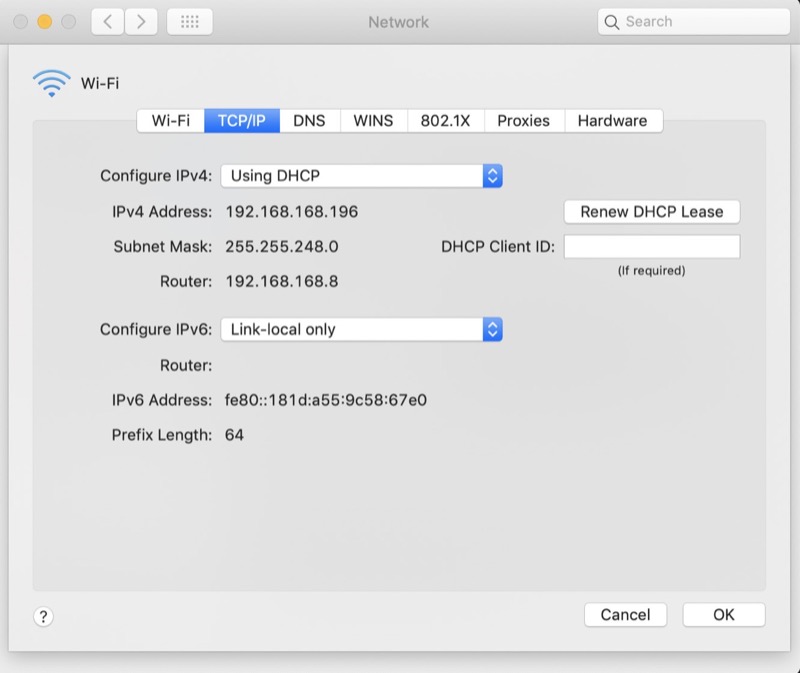 Network
Search
Wi-Fi
Wi-Fi TCP/IP DNS WINS 802.1X Proxies Hardware
Configure IPv4: Using DHCP
IPv4 Address: 192.168.168.196 Renew DHCP Lease
Subnet Mask: 255.255.248.0 DHCP Client ID:
(If required)
Router: 192.168.168.8
Configure IPv6: Link-local only
Router:
IPv6 Address: fe80::181d:a55:9c58:67e0
Prefix Length: 64
? Cancel OK